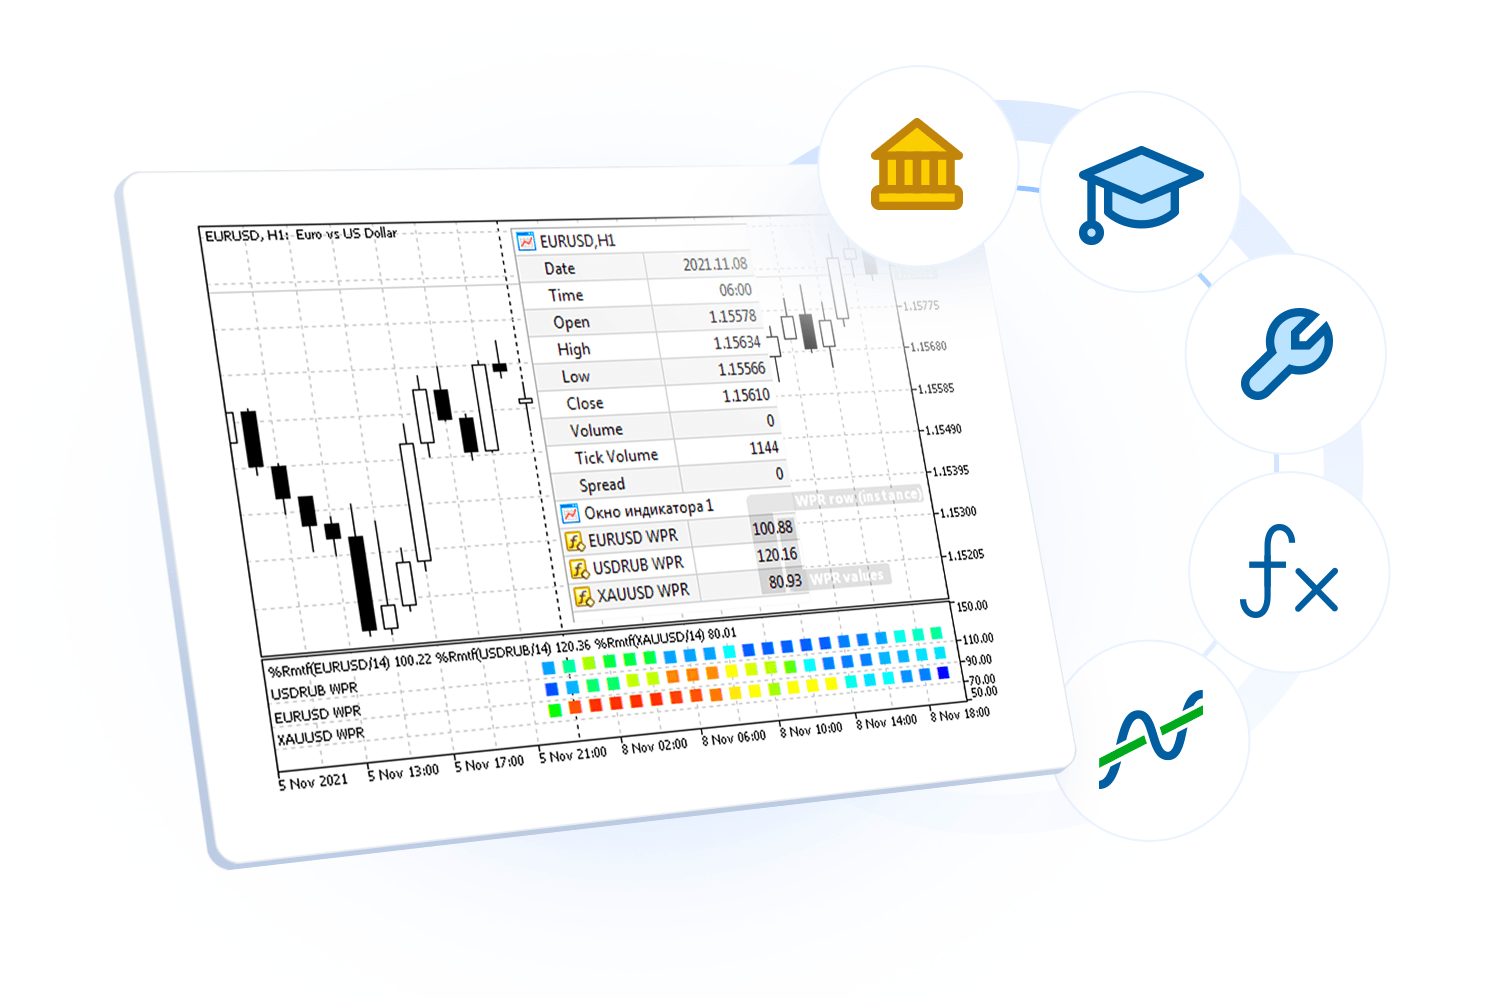 EURUSD, H1: Euro vs US Dollar
EURUSD,H1
Date 2021.11.08
Time 06:00
Open 1.15578
High 1.15634
Low 1.15566
Close 1.15610
Volume 0
Tick Volume 1144
Spread 0
Окно индикатора 1
EURUSD WPR 100.88
USDRUB WPR 120.16
XAUUSD WPR 80.93
WPR row (instance)
WPR values
1.15775
1.15680
1.15585
1.15490
1.15395
1.15300
1.15205
%Rmtf(EURUSD/14) 100.22 %Rmtf(USDRUB/14) 120.36 %Rmtf(XAUUSD/14) 80.01
USDRUB WPR
EURUSD WPR
XAUUSD WPR
150.00
110.00
90.00
70.00
50.00
5 Nov 2021
5 Nov 13:00
5 Nov 17:00
5 Nov 21:00
8 Nov 02:00
8 Nov 06:00
8 Nov 10:00
8 Nov 14:00
8 Nov 18:00
fx